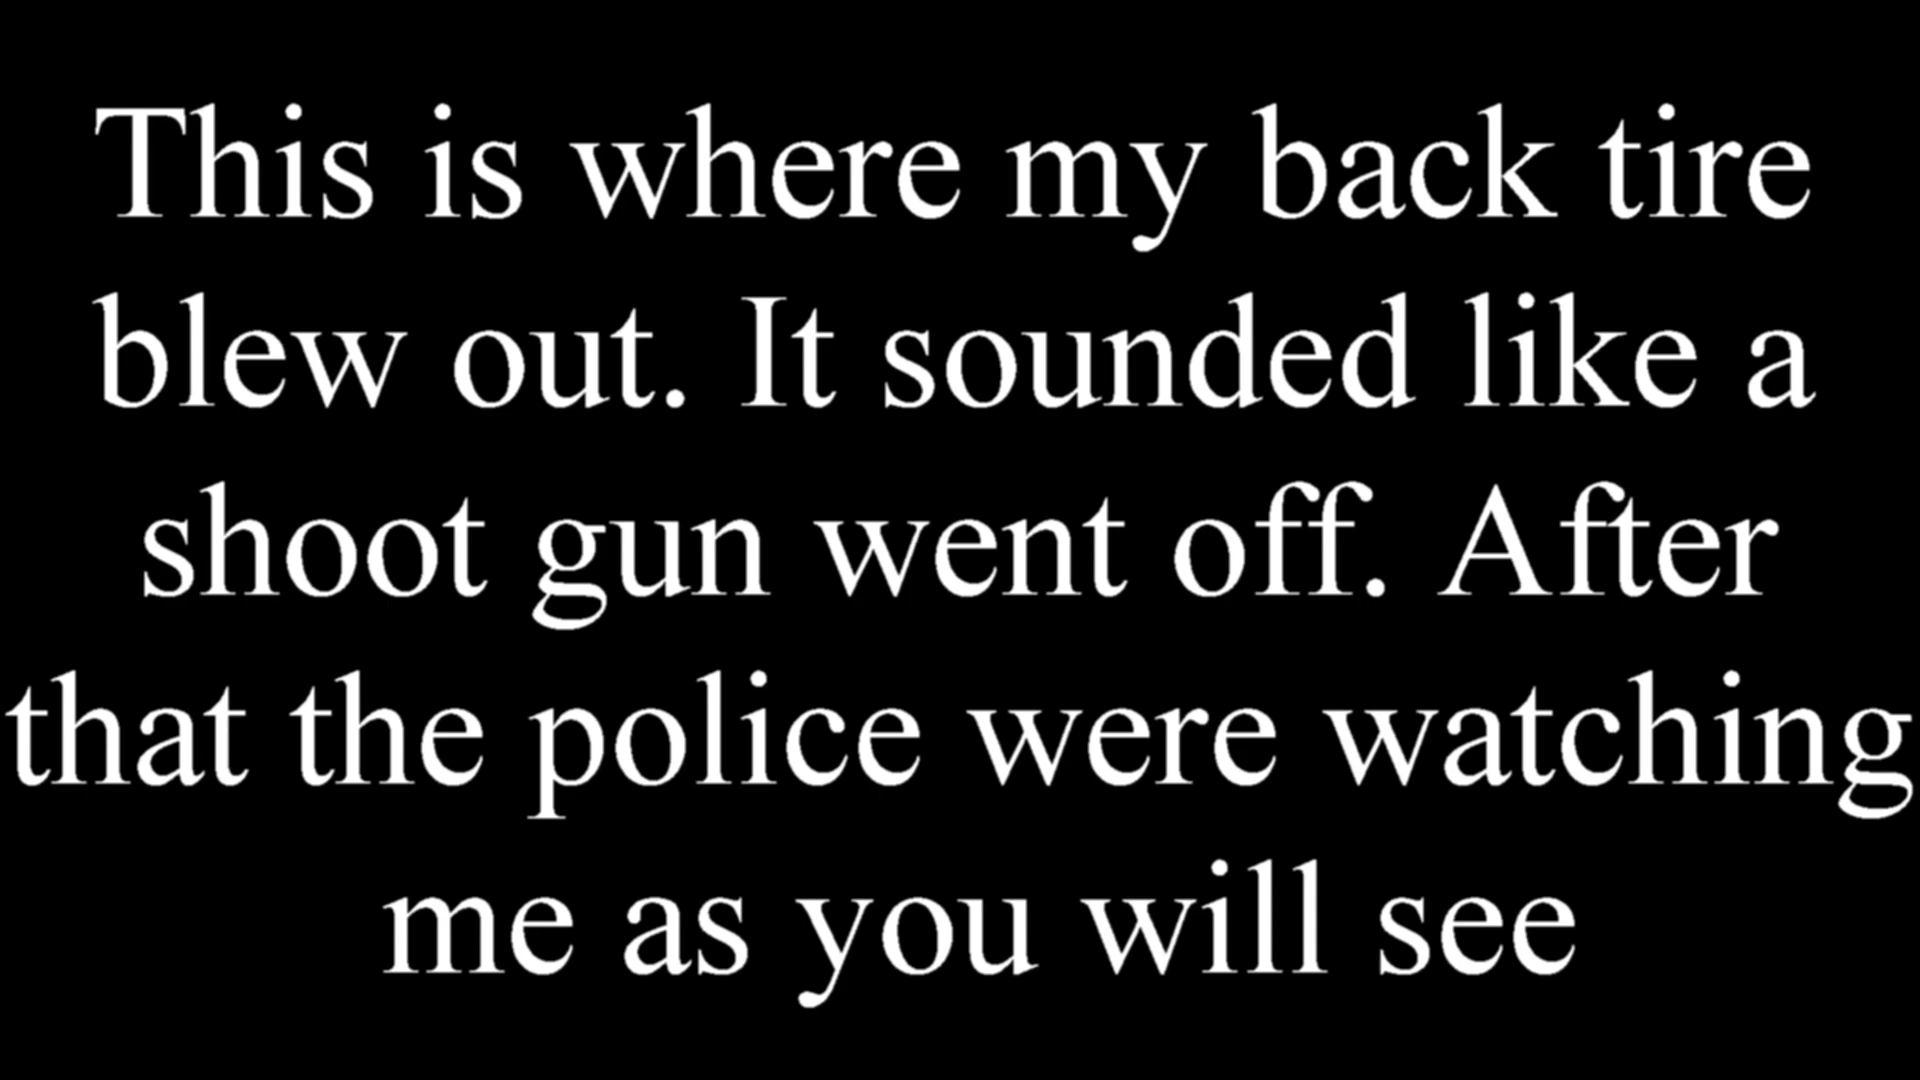 This is where my back tire
blew out. It sounded like a
shoot gun went off. After
that the police were watching
me as you will see